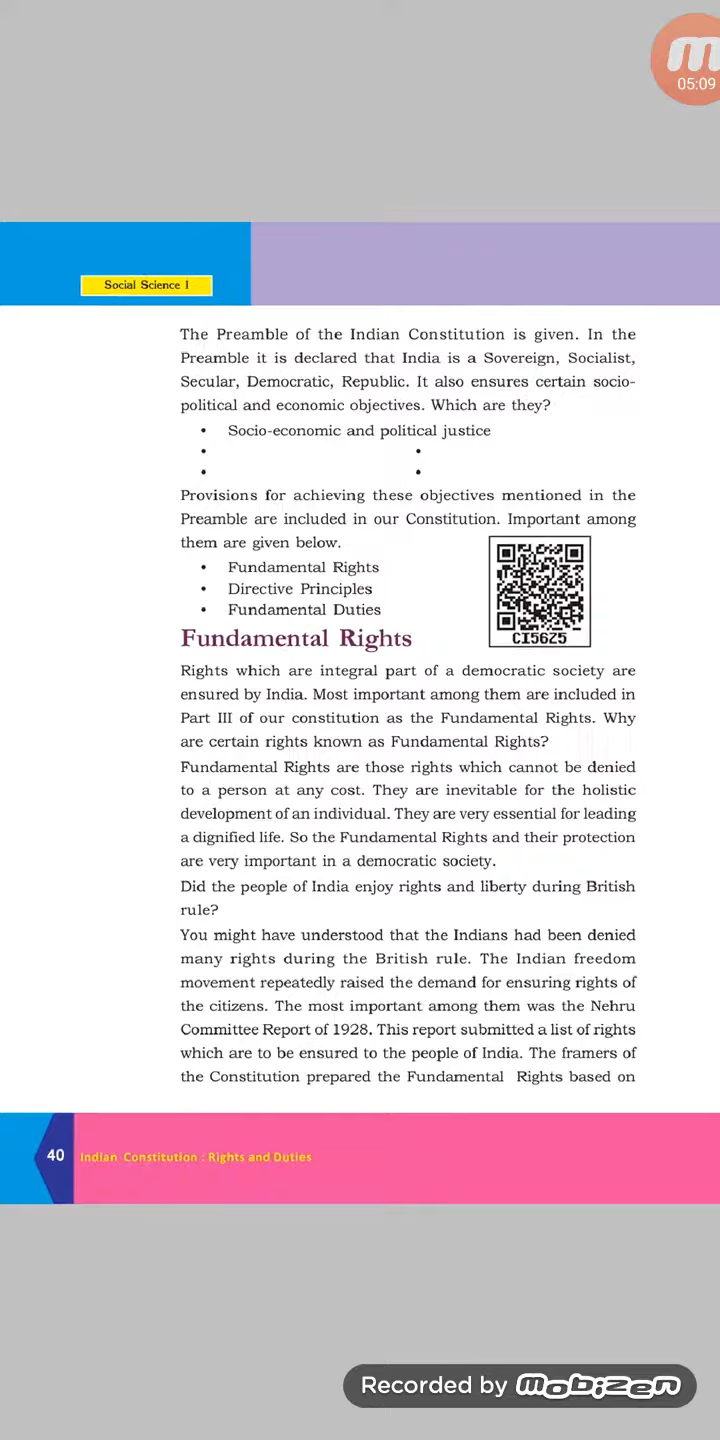 05:09
Social Science I
The Preamble of the Indian Constitution is given. In the
Preamble it is declared that India is a Sovereign, Socialist,
Secular, Democratic, Republic. It also ensures certain socio-
political and economic objectives. Which are they?
• Socio-economic and political justice
• •
• •
Provisions for achieving these objectives mentioned in the
Preamble are included in our Constitution. Important among
them are given below.
• Fundamental Rights
• Directive Principles
• Fundamental Duties
CI56Z5
Fundamental Rights
Rights which are integral part of a democratic society are
ensured by India. Most important among them are included in
Part III of our constitution as the Fundamental Rights. Why
are certain rights known as Fundamental Rights?
Fundamental Rights are those rights which cannot be denied
to a person at any cost. They are inevitable for the holistic
development of an individual. They are very essential for leading
a dignified life. So the Fundamental Rights and their protection
are very important in a democratic society.
Did the people of India enjoy rights and liberty during British
rule?
You might have understood that the Indians had been denied
many rights during the British rule. The Indian freedom
movement repeatedly raised the demand for ensuring rights of
the citizens. The most important among them was the Nehru
Committee Report of 1928. This report submitted a list of rights
which are to be ensured to the people of India. The framers of
the Constitution prepared the Fundamental Rights based on
40 Indian Constitution : Rights and Duties
Recorded by mobizen